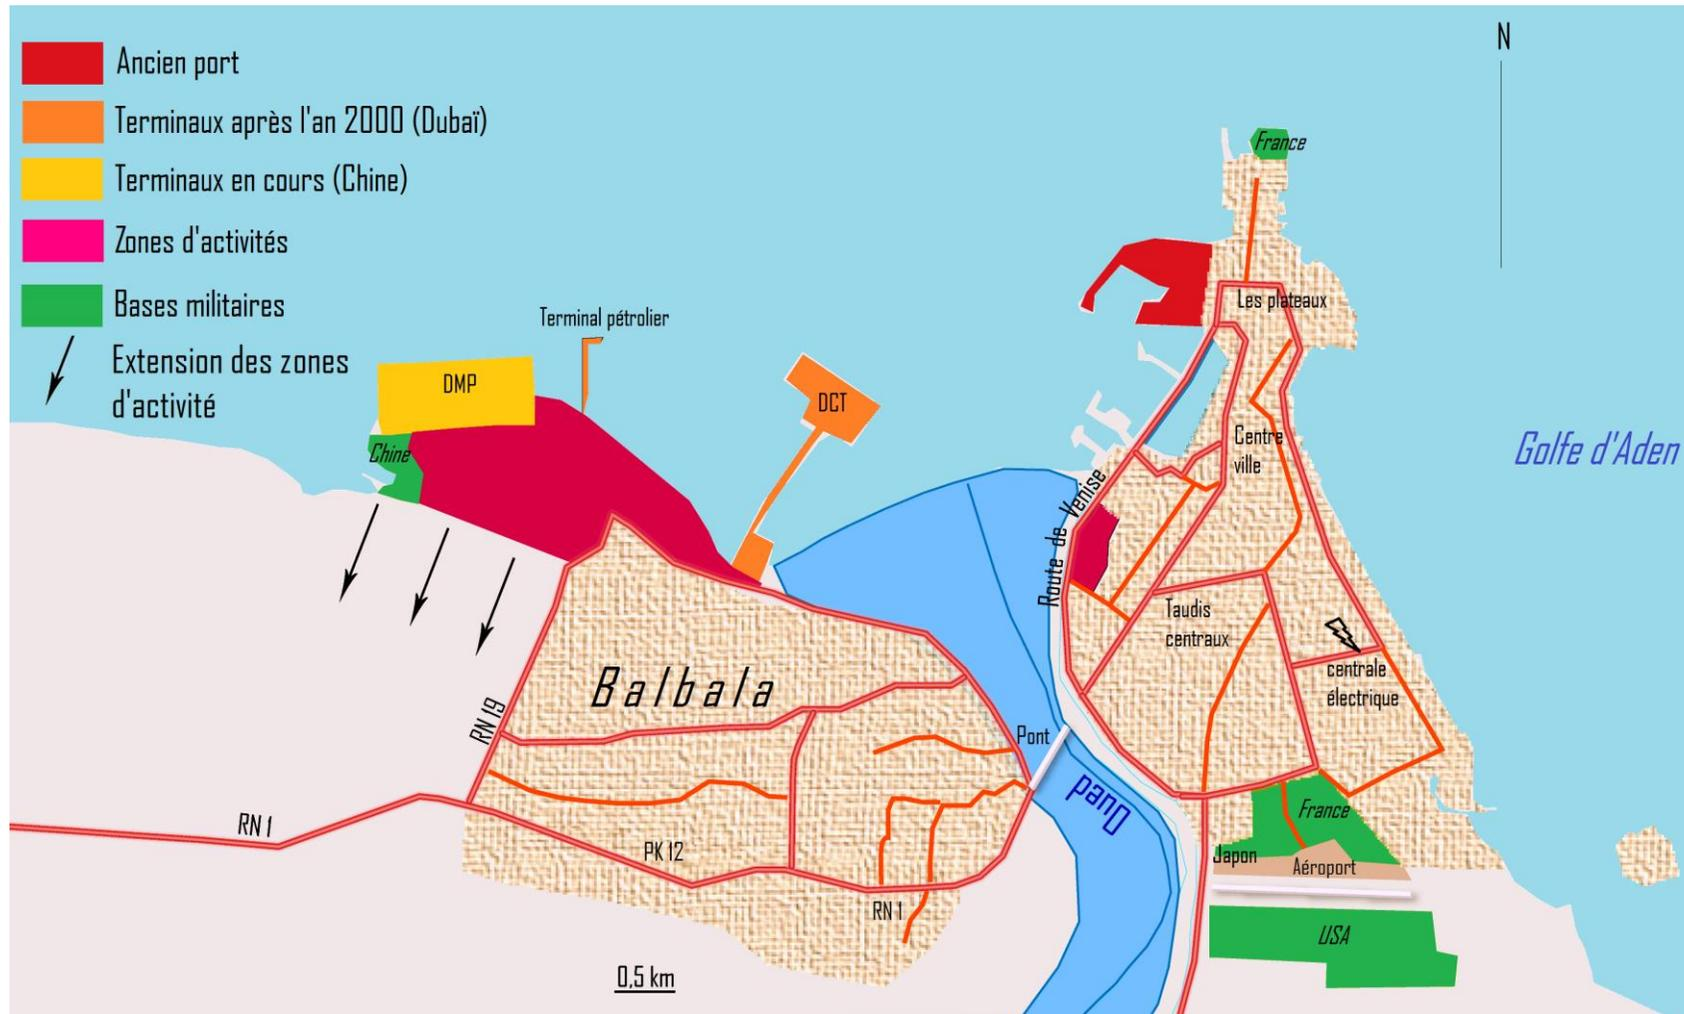 Ancien port
Terminaux après l'an 2000 (Dubaï)
Terminaux en cours (Chine)
Zones d'activités
Bases militaires
Extension des zones
d'activité
N
France
Les plateaux
Terminal pétrolier
DMP
DCT
Chine
Centre
ville
Golfe d'Aden
Route de Venise
Taudis
centraux
centrale
électrique
Balbala
RN 19
Pont
Oued
RN 1
PK 12
RN 1
France
Japon
Aéroport
USA
0,5 km